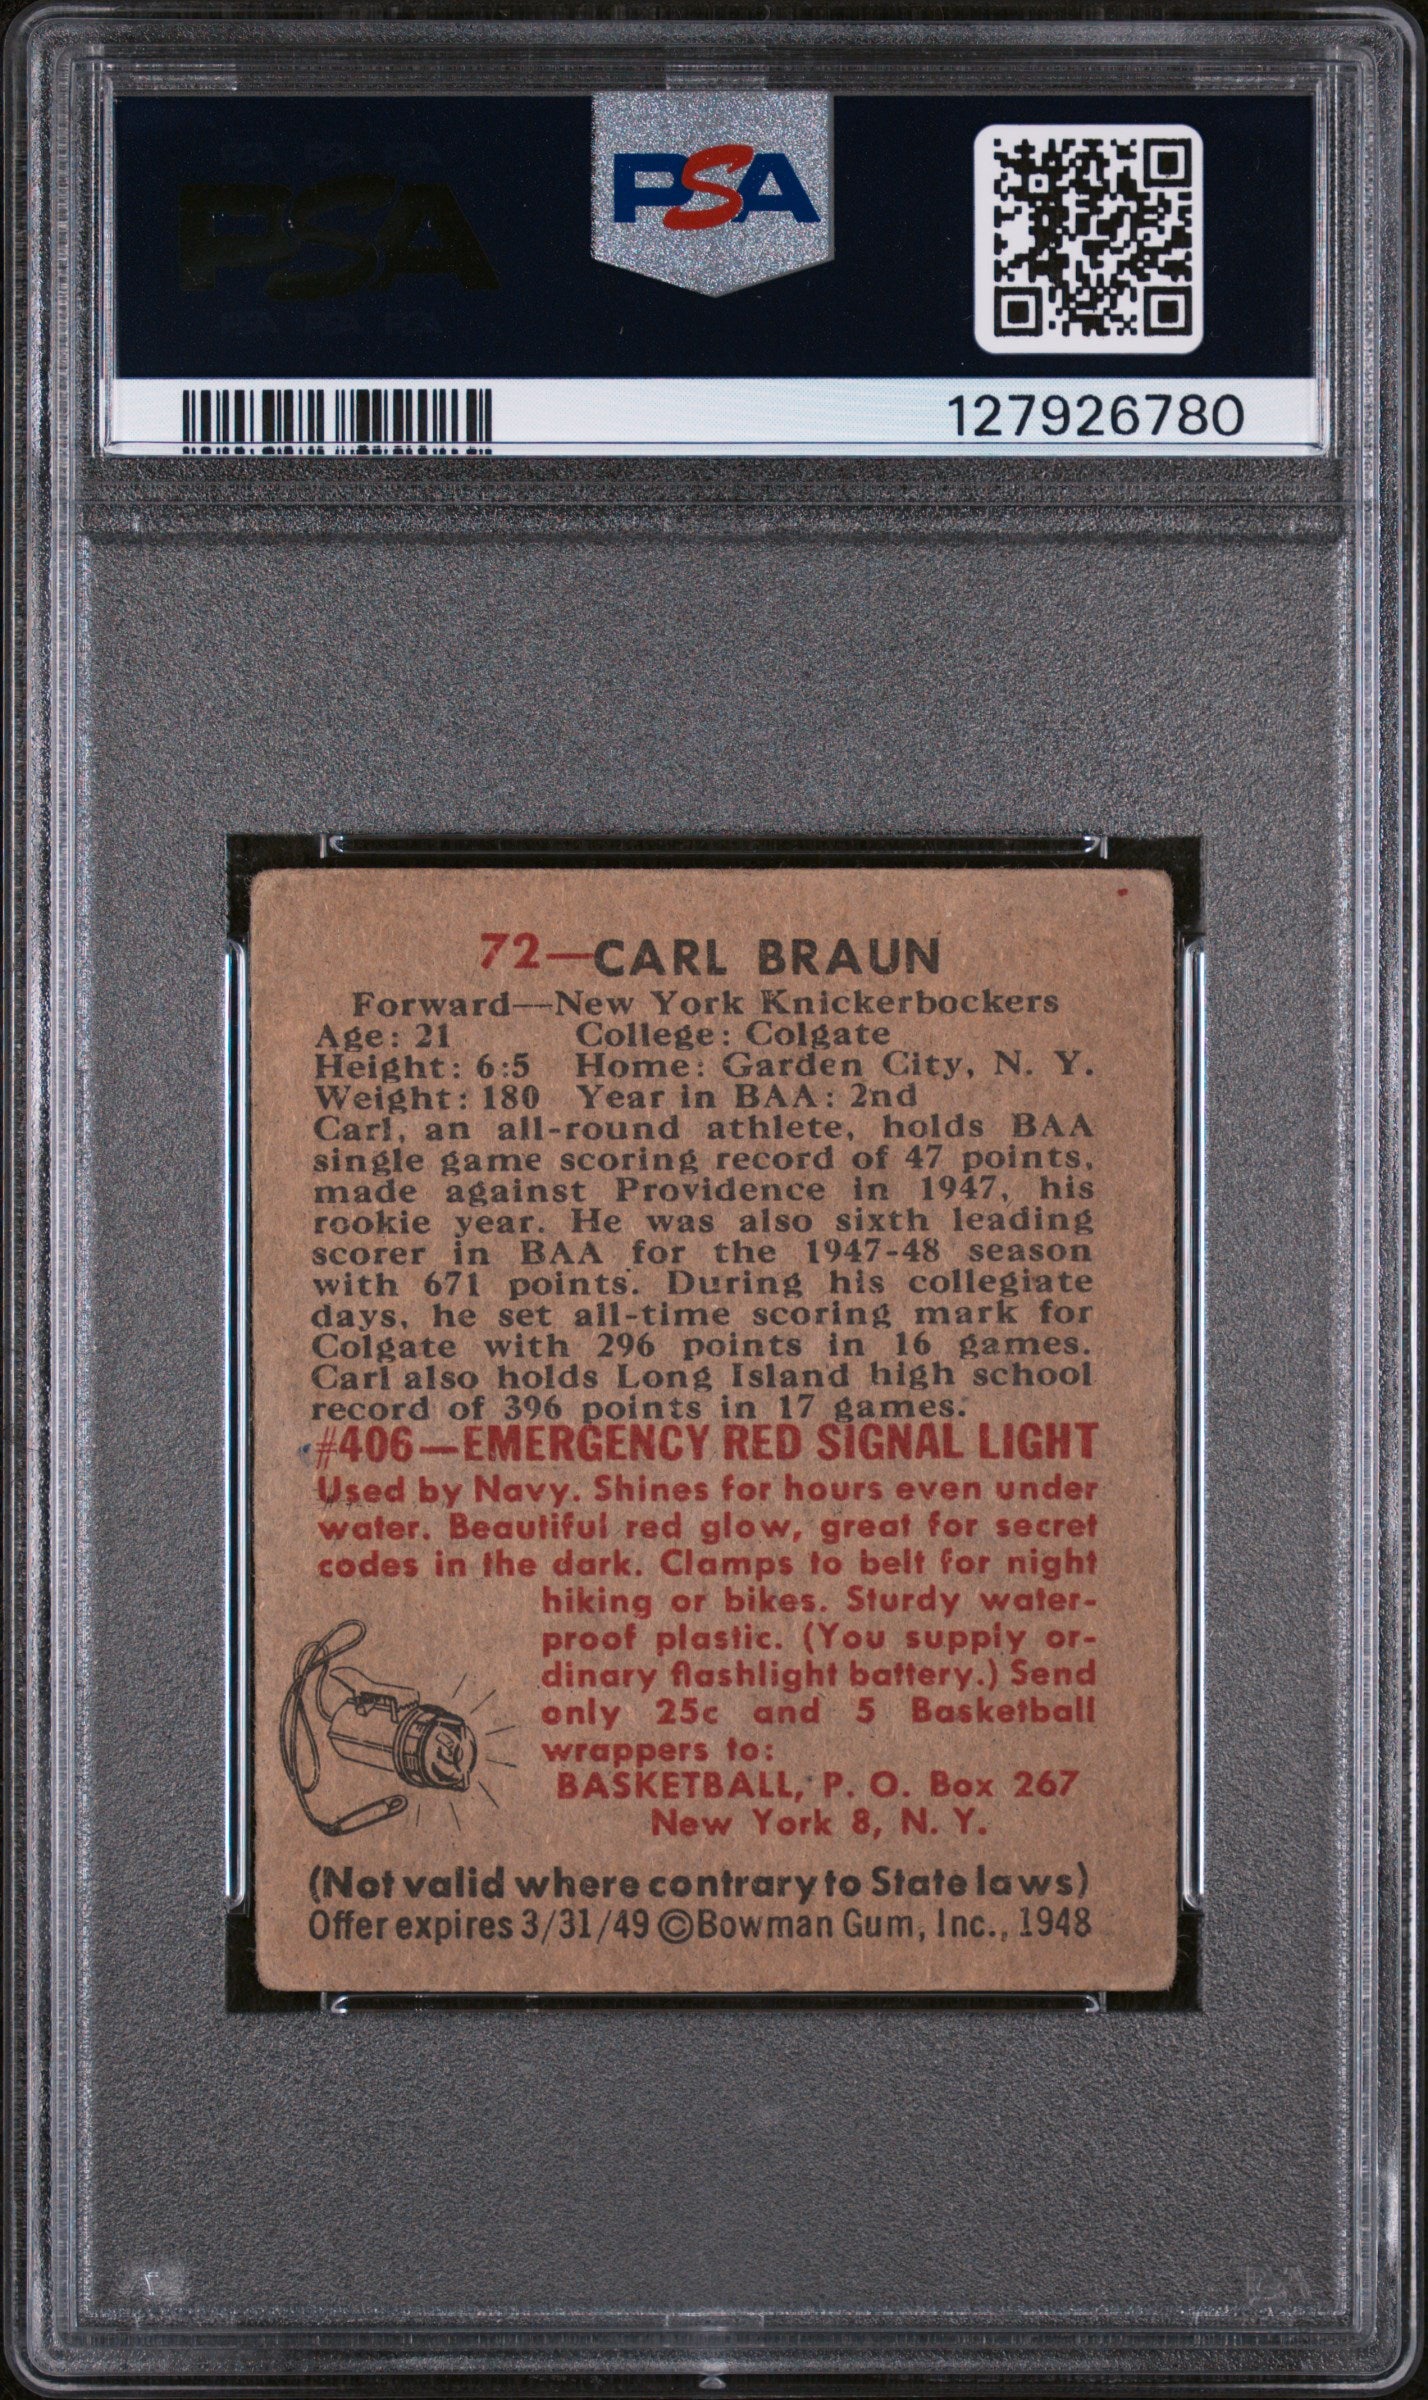 PSA
PSA
127926780
72—CARL BRAUN
Forward—New York Knickerbockers
Age: 21 College: Colgate
Height: 6:5 Home: Garden City, N. Y.
Weight: 180 Year in BAA: 2nd
Carl, an all-round athlete, holds BAA
single game scoring record of 47 points,
made against Providence in 1947, his
rookie year. He was also sixth leading
scorer in BAA for the 1947-48 season
with 671 points. During his collegiate
days, he set all-time scoring mark for
Colgate with 296 points in 16 games.
Carl also holds Long Island high school
record of 396 points in 17 games.
#406—EMERGENCY RED SIGNAL LIGHT
Used by Navy. Shines for hours even under
water. Beautiful red glow, great for secret
codes in the dark. Clamps to belt for night
hiking or bikes. Sturdy water-
proof plastic. (You supply or-
dinary flashlight battery.) Send
only 25c and 5 Basketball
wrappers to:
BASKETBALL, P. O. Box 267
New York 8, N. Y.
(Not valid where contrary to State laws)
Offer expires 3/31/49 ©Bowman Gum, Inc., 1948
PSA